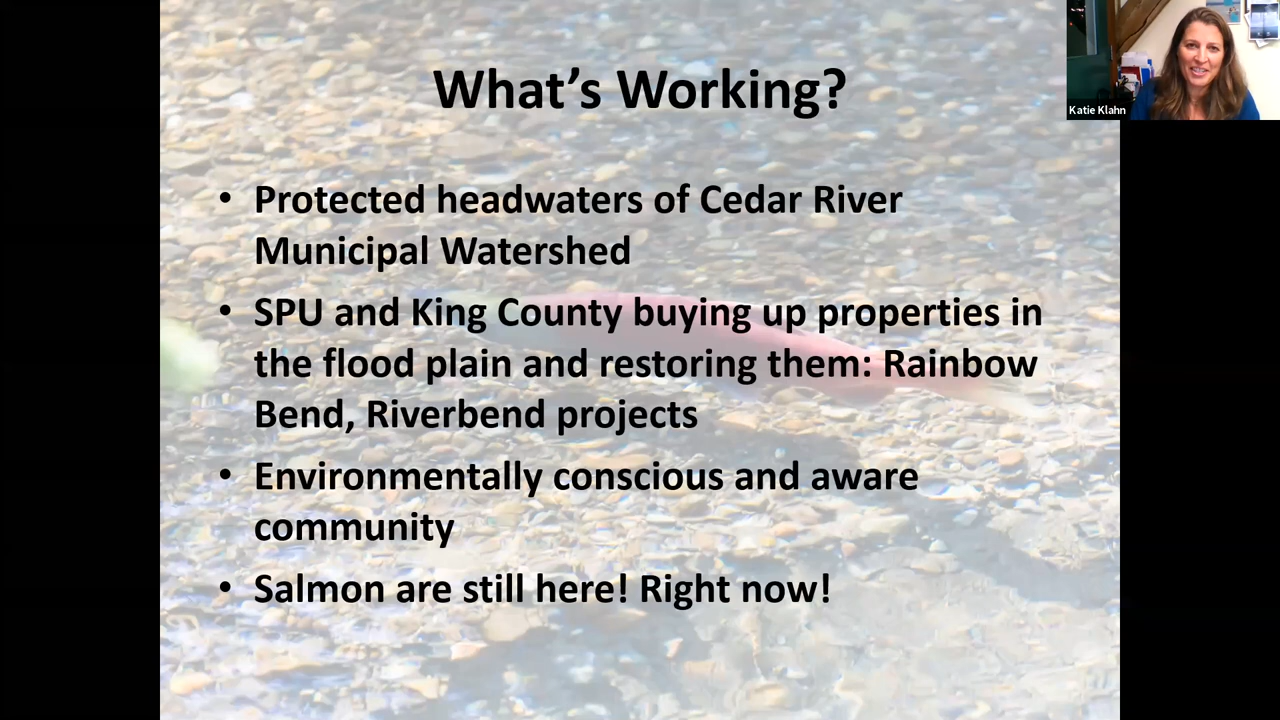 What's Working?
Katie Klahn
• Protected headwaters of Cedar River
Municipal Watershed
• SPU and King County buying up properties in
the flood plain and restoring them: Rainbow
Bend, Riverbend projects
• Environmentally conscious and aware
community
• Salmon are still here! Right now!